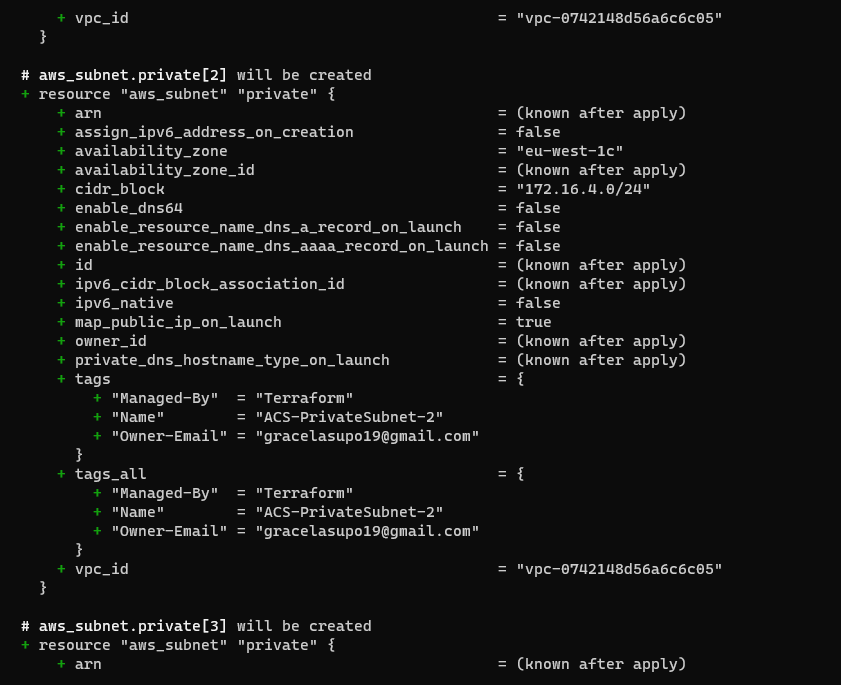 + vpc_id = "vpc-0742148d56a6c6c05"
}
# aws_subnet.private[2] will be created
+ resource "aws_subnet" "private" {
+ arn = (known after apply)
+ assign_ipv6_address_on_creation = false
+ availability_zone = "eu-west-1c"
+ availability_zone_id = (known after apply)
+ cidr_block = "172.16.4.0/24"
+ enable_dns64 = false
+ enable_resource_name_dns_a_record_on_launch = false
+ enable_resource_name_dns_aaaa_record_on_launch = false
+ id = (known after apply)
+ ipv6_cidr_block_association_id = (known after apply)
+ ipv6_native = false
+ map_public_ip_on_launch = true
+ owner_id = (known after apply)
+ private_dns_hostname_type_on_launch = (known after apply)
+ tags = {
+ "Managed-By" = "Terraform"
+ "Name" = "ACS-PrivateSubnet-2"
+ "Owner-Email" = "gracelasupo19@gmail.com"
}
+ tags_all = {
+ "Managed-By" = "Terraform"
+ "Name" = "ACS-PrivateSubnet-2"
+ "Owner-Email" = "gracelasupo19@gmail.com"
}
+ vpc_id = "vpc-0742148d56a6c6c05"
}
# aws_subnet.private[3] will be created
+ resource "aws_subnet" "private" {
+ arn = (known after apply)